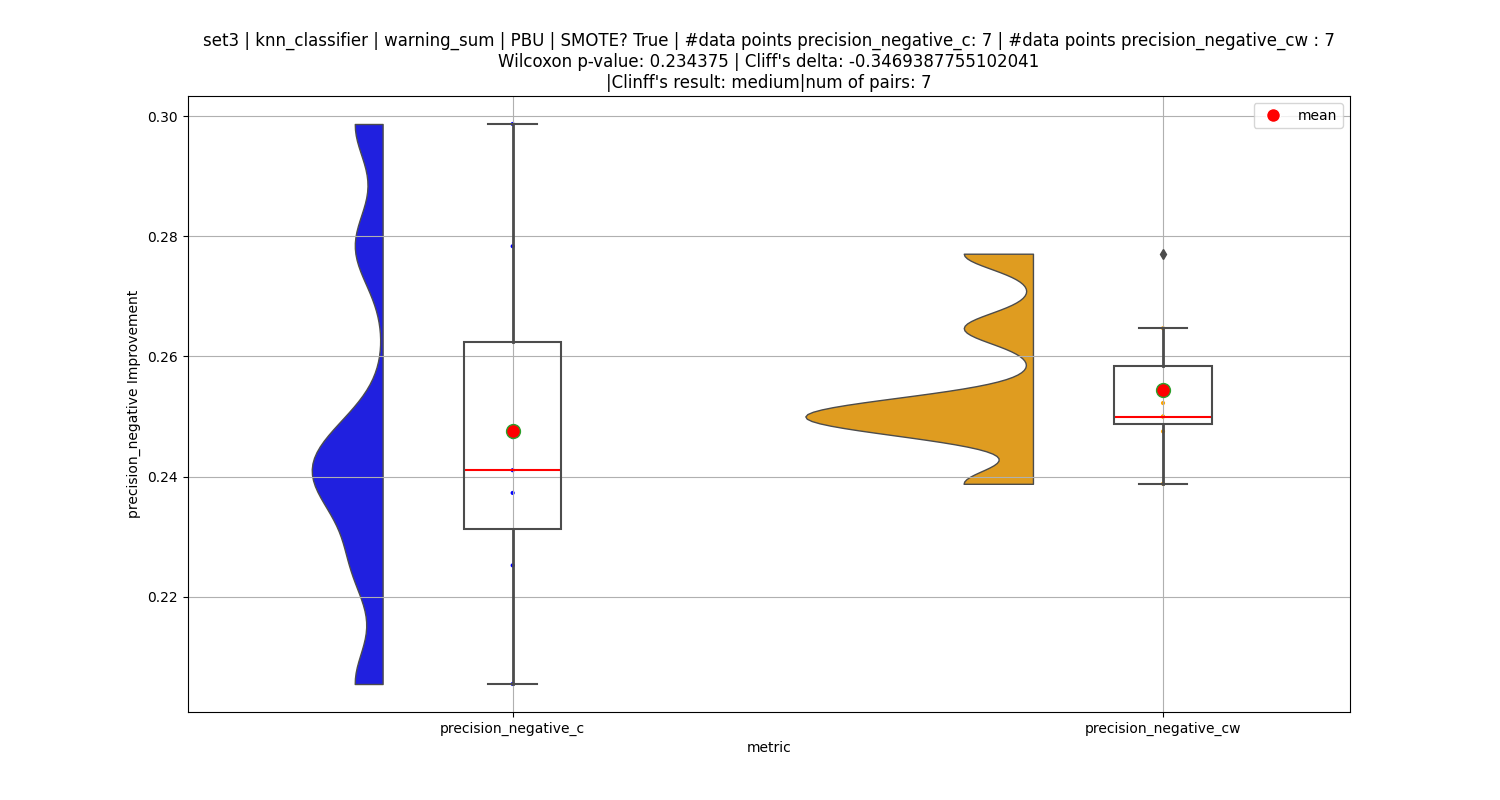 set3 | knn_classifier | warning_sum | PBU | SMOTE? True | #data points precision_negative_c: 7 | #data points precision_negative_cw : 7
Wilcoxon p-value: 0.234375 | Cliff's delta: -0.3469387755102041
|Clinff's result: medium|num of pairs: 7
mean
0.30
0.28
0.26
0.24
0.22
precision_negative Improvement
precision_negative_c
precision_negative_cw
metric